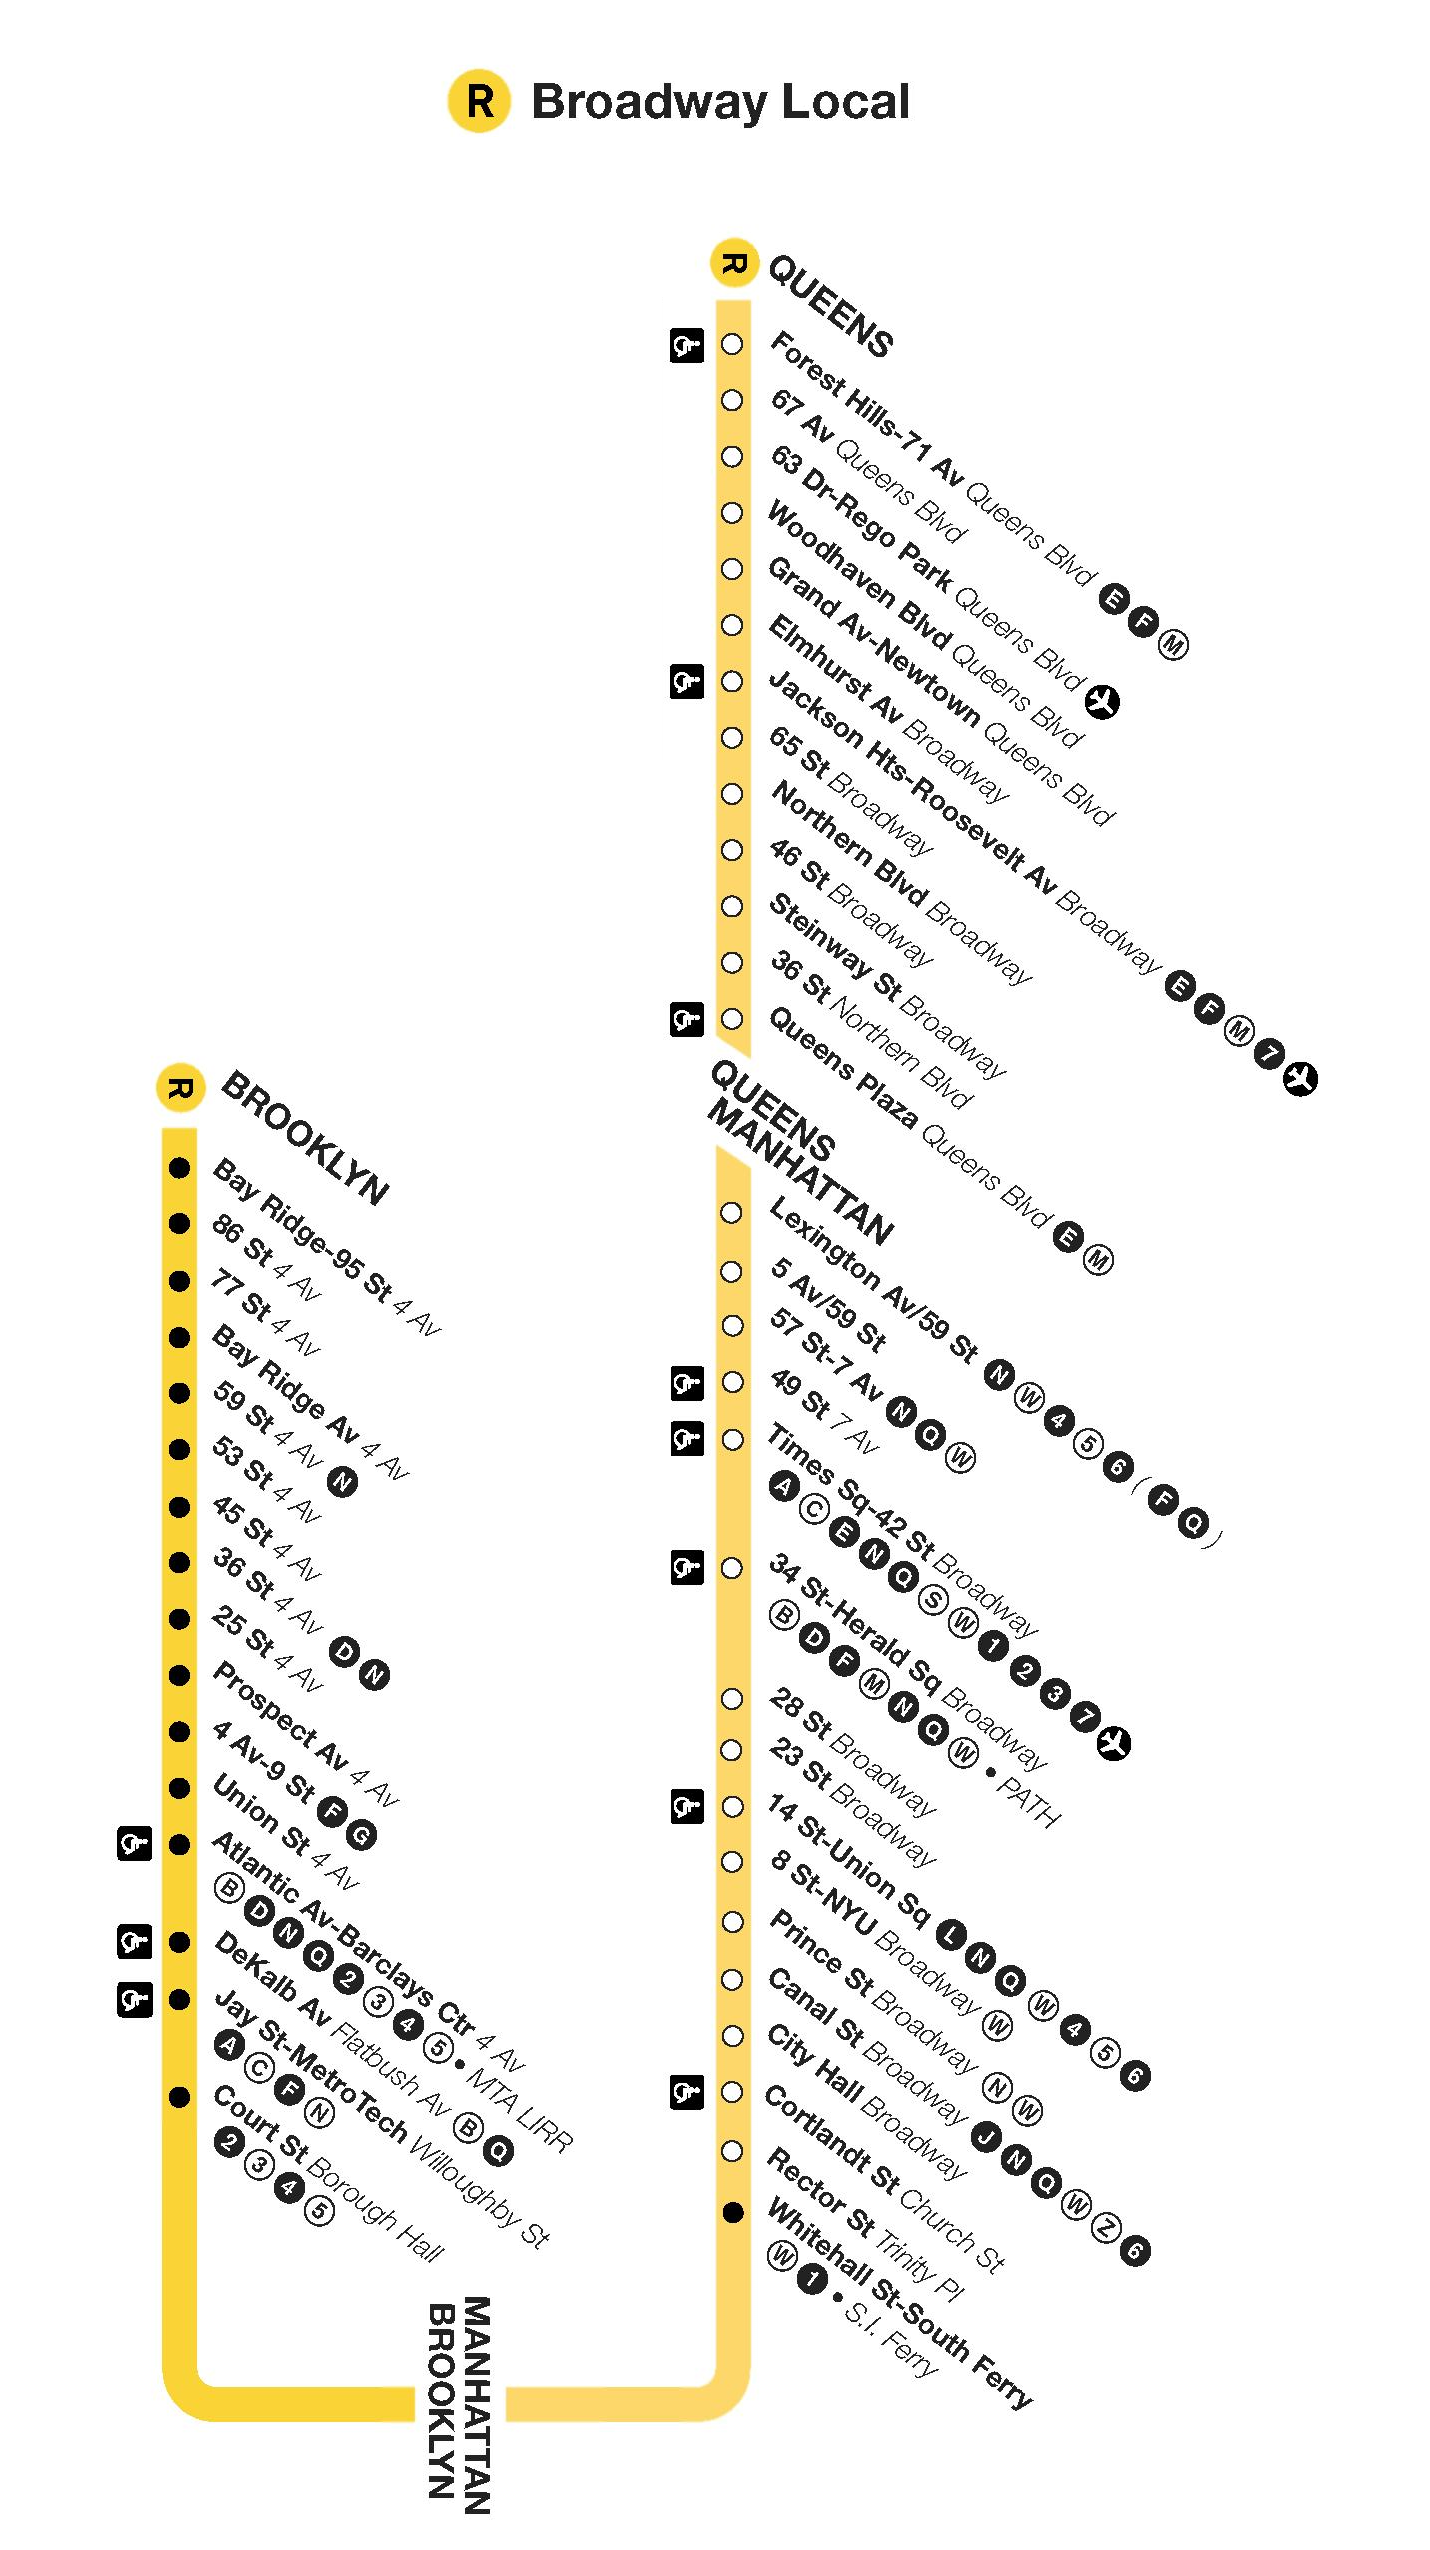 R Broadway Local
R QUEENS
Forest Hills-71 Av Queens Blvd E F M
67 Av Queens Blvd
63 Dr-Rego Park Queens Blvd
Woodhaven Blvd Queens Blvd
Grand Av-Newtown Queens Blvd
Elmhurst Av Broadway
Jackson Hts-Roosevelt Av Broadway E F M 7
65 St Broadway
Northern Blvd Broadway
46 St Broadway
Steinway St Broadway
36 St Northern Blvd
Queens Plaza Queens Blvd E M
QUEENS
MANHATTAN
Lexington Av/59 St N W 4 5 6 ( F Q )
5 Av/59 St
57 St-7 Av N Q W
49 St 7 Av
Times Sq-42 St Broadway
A C E N Q S W 1 2 3 7
34 St-Herald Sq Broadway
B D F M N Q W • PATH
28 St Broadway
23 St Broadway
14 St-Union Sq L N Q W 4 5 6
8 St-NYU Broadway W
Prince St Broadway N W
Canal St Broadway J N Q W Z 6
City Hall Broadway
Cortlandt St Church St
Rector St Trinity Pl
Whitehall St-South Ferry
W 1 • S.I. Ferry
MANHATTAN
BROOKLYN
R BROOKLYN
Bay Ridge-95 St 4 Av
86 St 4 Av
77 St 4 Av
Bay Ridge Av 4 Av
59 St 4 Av N
53 St 4 Av
45 St 4 Av
36 St 4 Av D N
25 St 4 Av
Prospect Av 4 Av
4 Av-9 St F G
Union St 4 Av
Atlantic Av-Barclays Ctr 4 Av
B D N Q 2 3 4 5 • MTA LIRR
DeKalb Av Flatbush Av B Q
Jay St-MetroTech Willoughby St
A C F N
Court St Borough Hall
2 3 4 5